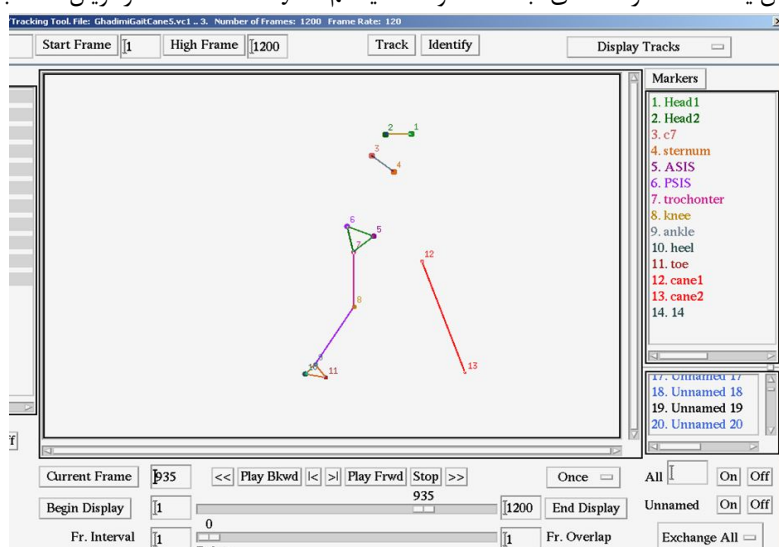 /Tracking Tool. File: GhadimiGaitCane5.vc1 .. 3. Number of Frames: 1200 Frame Rate: 120
Start Frame 1 High Frame 1200 Track Identify Display Tracks
Markers
1. Head1
2. Head2
3. c7
4. sternum
5. ASIS
6. PSIS
7. trochonter
8. knee
9. ankle
10. heel
11. toe
12. cane1
13. cane2
14. 14
2 1
3
4
6
5
7
12
8
9
10 11
13
17. Unnamed 17
18. Unnamed 18
19. Unnamed 19
20. Unnamed 20
Current Frame 935 << Play Bkwd |< >| Play Frwd Stop >> Once All On Off
935
Begin Display 1 1200 End Display Unnamed On Off
0
Fr. Interval 1 1 Fr. Overlap Exchange All